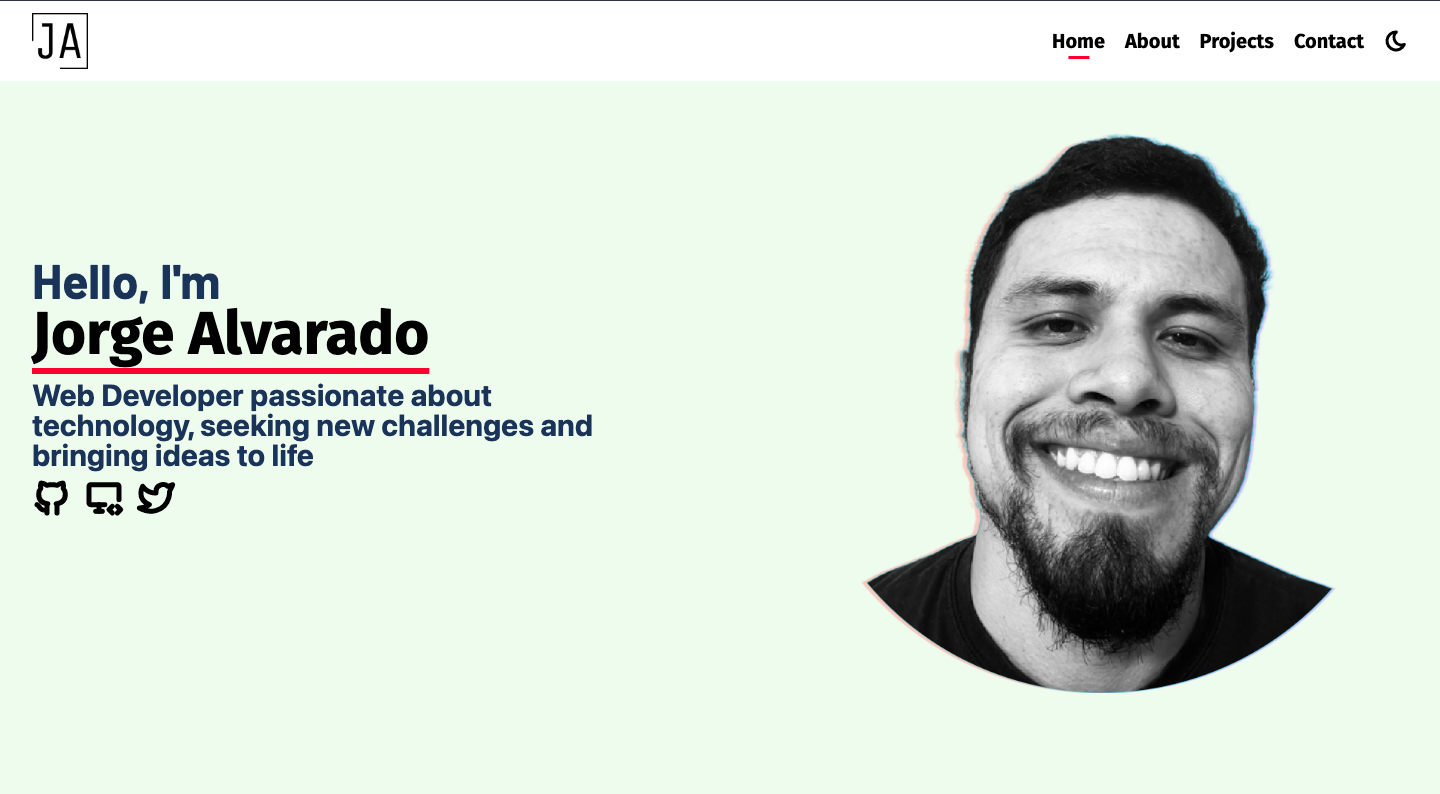 JA
Home About Projects Contact
Hello, I'm
Jorge Alvarado
Web Developer passionate about
technology, seeking new challenges and
bringing ideas to life